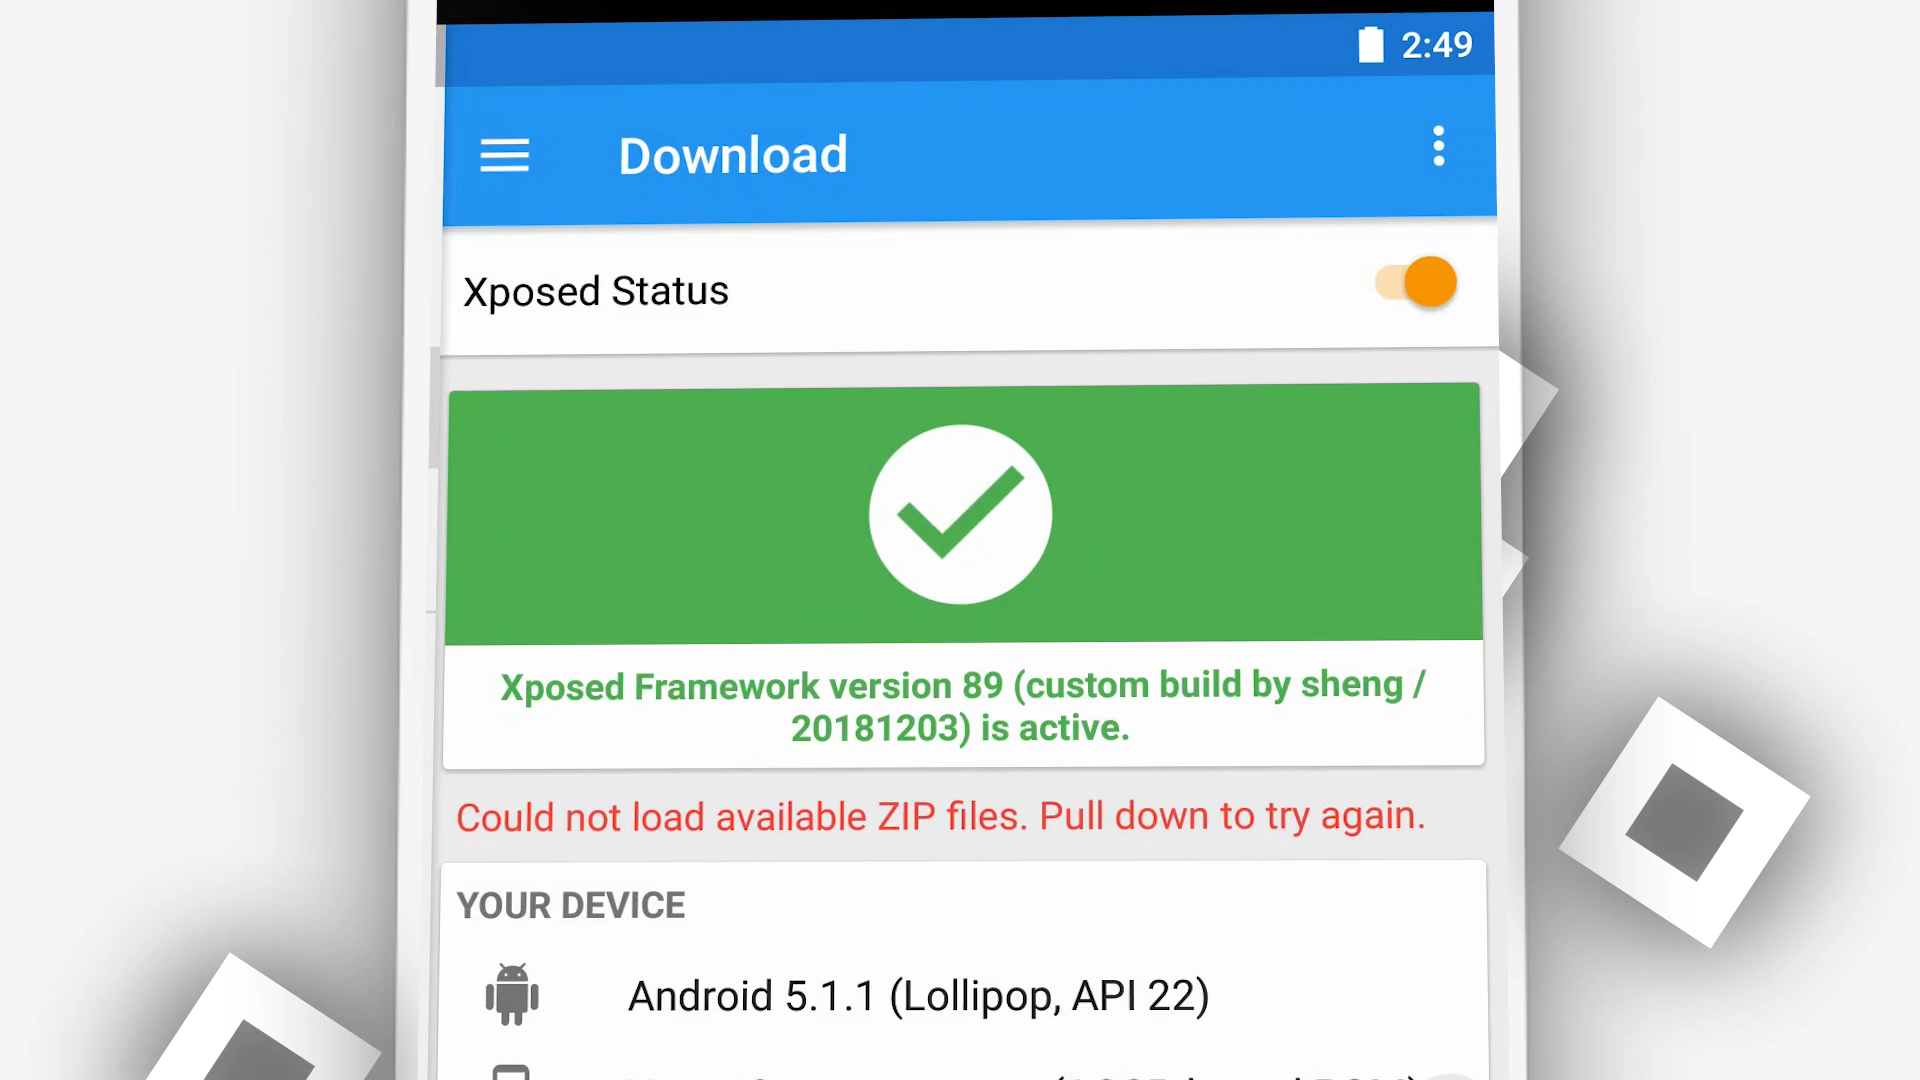 2:49
Download
Xposed Status
Xposed Framework version 89 (custom build by sheng /
20181203) is active.
Could not load available ZIP files. Pull down to try again.
YOUR DEVICE
Android 5.1.1 (Lollipop, API 22)